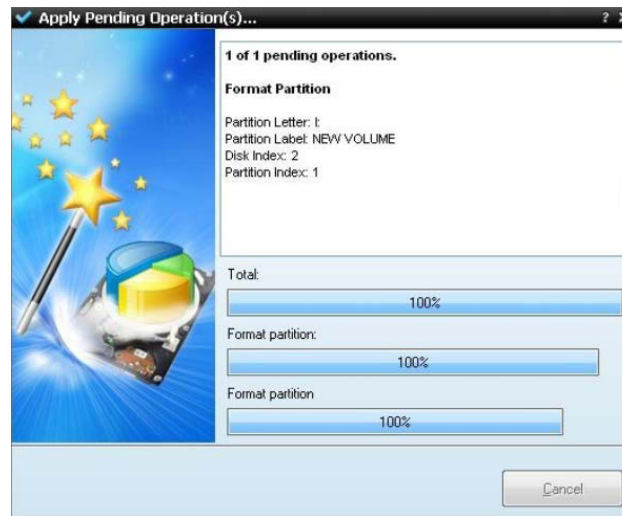 Apply Pending Operation(s)...
?
1 of 1 pending operations.
Format Partition
Partition Letter: I:
Partition Label: NEW VOLUME
Disk Index: 2
Partition Index: 1
Total:
100%
Format partition:
100%
Format partition
100%
Cancel